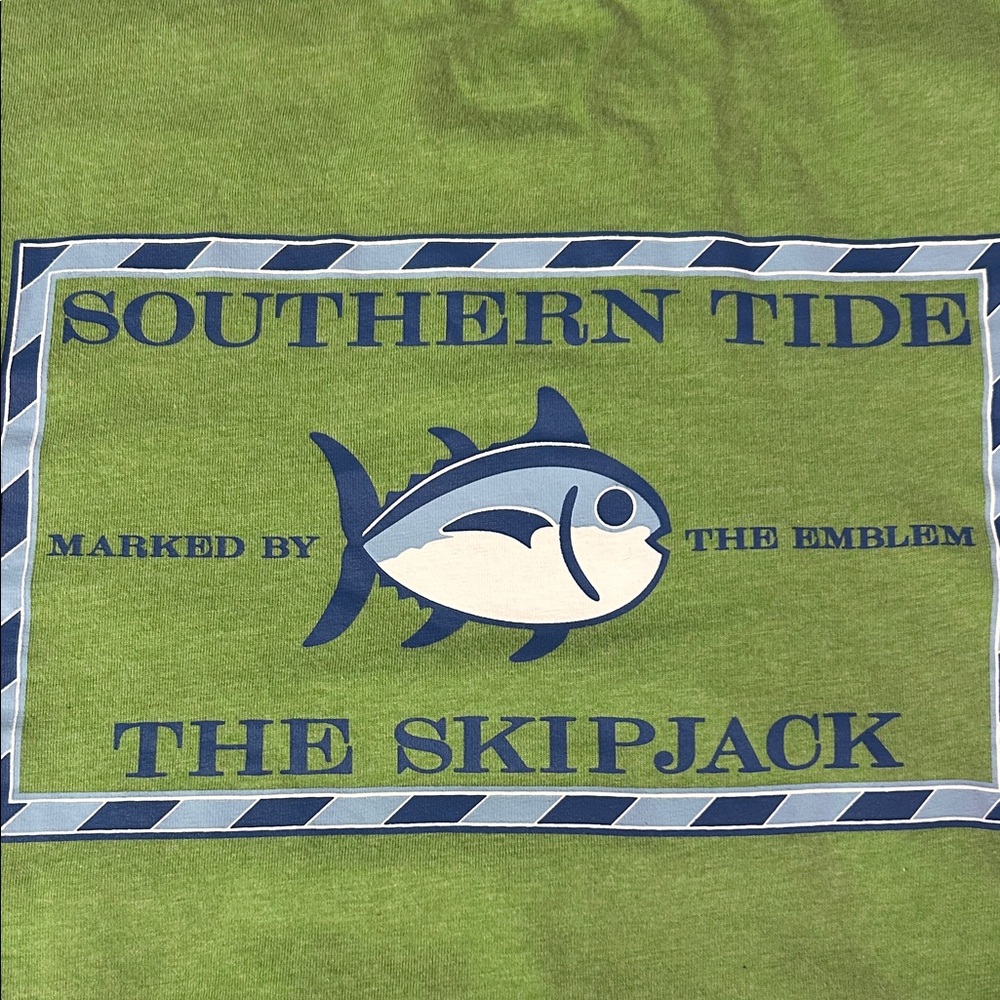 SOUTHERN TIDE
MARKED BY THE EMBLEM
THE SKIPJACK